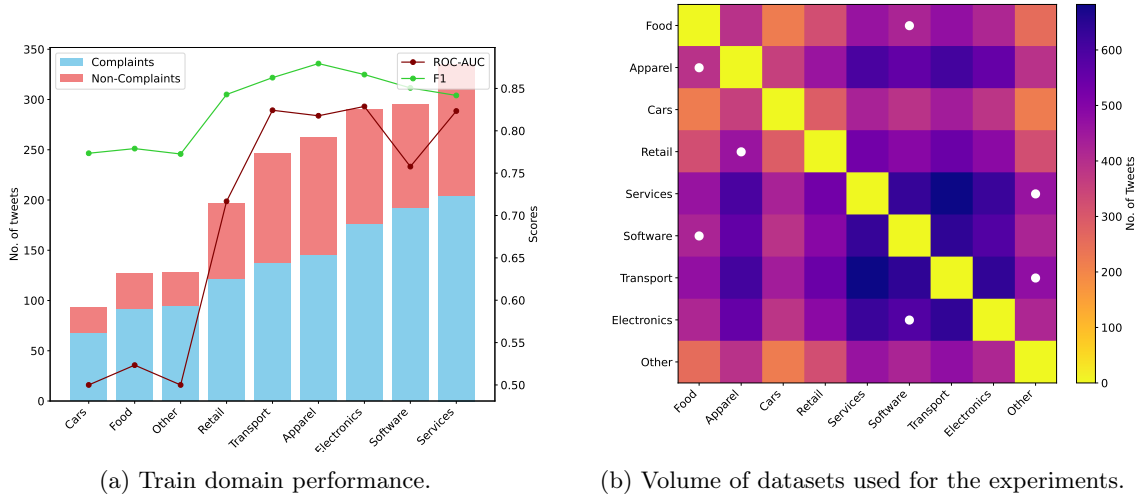 350
300
250
200
150
100
50
0
No. of tweets
Complaints
Non-Complaints
ROC-AUC
F1
0.85
0.80
0.75
0.70
0.65
0.60
0.55
0.50
Scores
Cars
Food
Other
Retail
Transport
Apparel
Electronics
Software
Services
(a) Train domain performance.
Food
Apparel
Cars
Retail
Services
Software
Transport
Electronics
Other
Food
Apparel
Cars
Retail
Services
Software
Transport
Electronics
Other
600
500
400
300
200
100
0
No. of Tweets
(b) Volume of datasets used for the experiments.